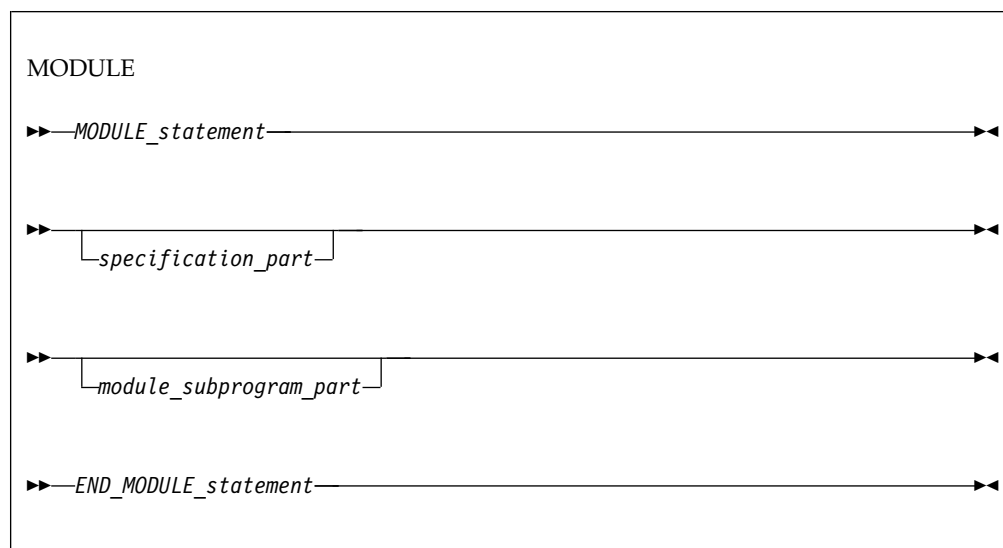 MODULE
MODULE_statement
specification_part
module_subprogram_part
END_MODULE_statement